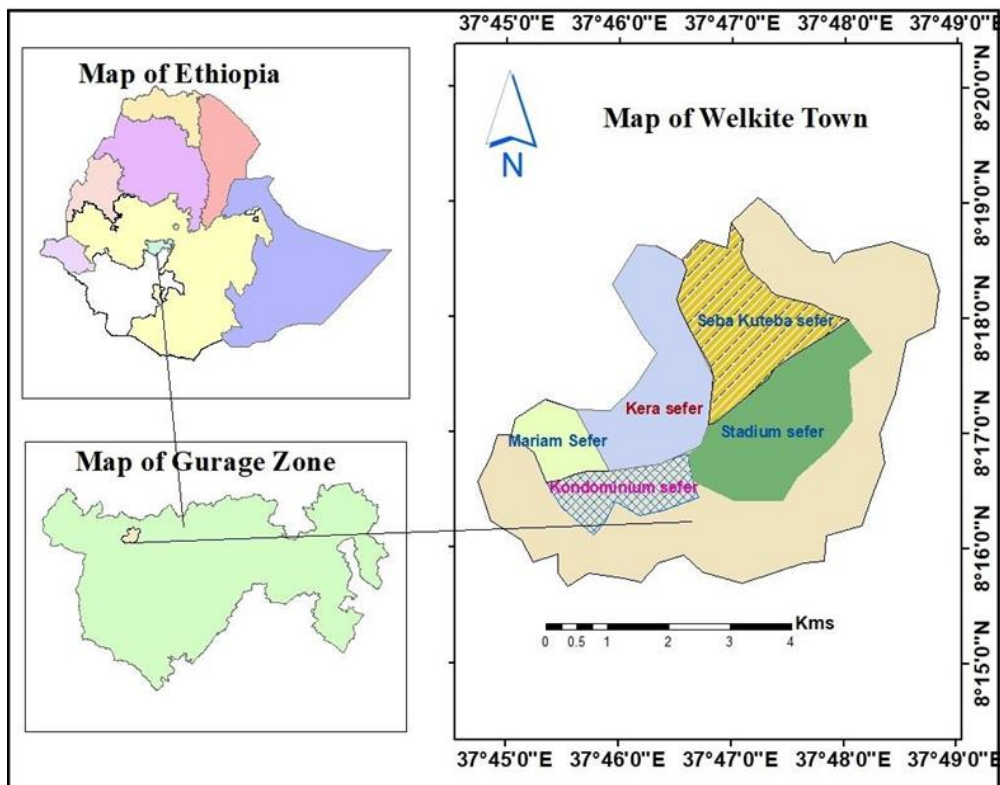 37°45'0"E 37°46'0"E 37°47'0"E 37°48'0"E 37°49'0"E
Map of Ethiopia
Map of Welkite Town
N
8°20'0"N
8°19'0"N
8°18'0"N
8°17'0"N
8°16'0"N
8°15'0"N
Seba Kuteba sefer
Kera sefer
Stadium sefer
Mariam Sefer
Kondominium sefer
Map of Gurage Zone
Kms
0 0.5 1 2 3 4
37°45'0"E 37°46'0"E 37°47'0"E 37°48'0"E 37°49'0"E